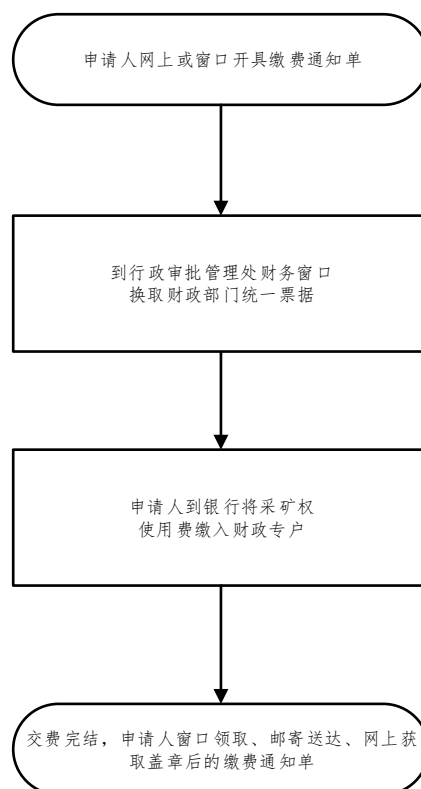 申请人网上或窗口开具缴费通知单
到行政审批管理处财务窗口
换取财政部门统一票据
申请人到银行将采矿权
使用费缴入财政专户
交费完结，申请人窗口领取、邮寄送达、网上获
取盖章后的缴费通知单